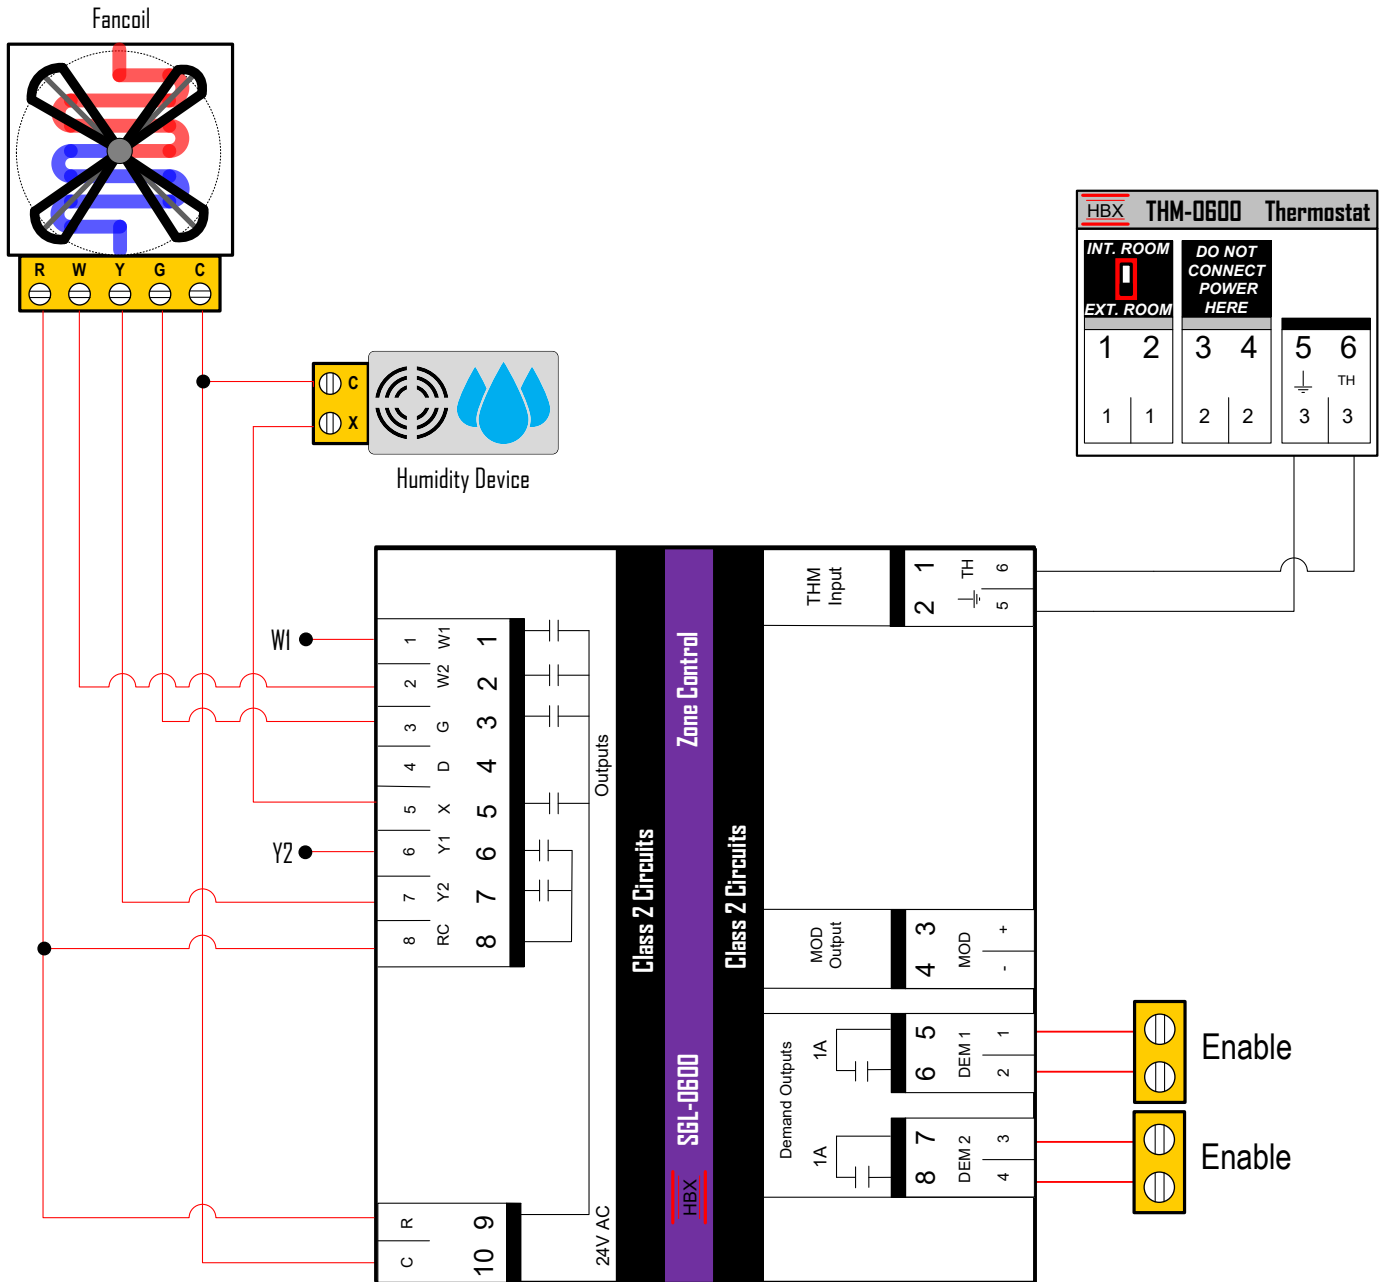 Fancoil
R W Y G C
C
X
Humidity Device
HBX THM-0600 Thermostat
INT. ROOM
EXT. ROOM
DO NOT
CONNECT
POWER
HERE
1 2 3 4 5 6
TH
1 1 2 2 3 3
W1
Y2
1 W1 1
2 W2 2
3 G 3
4 D 4
5 X 5
6 Y1 6
7 Y2 7
8 RC 8
Outputs
R 9
C 10
24V AC
Class 2 Circuits
Zone Control
SGL-0600
HBX
Class 2 Circuits
THM
Input
1 TH 6
2 5
MOD
Output
3 +
4 -
MOD
Demand Outputs
1A
5 1
6 2
DEM 1
1A
7 3
8 4
DEM 2
Enable
Enable